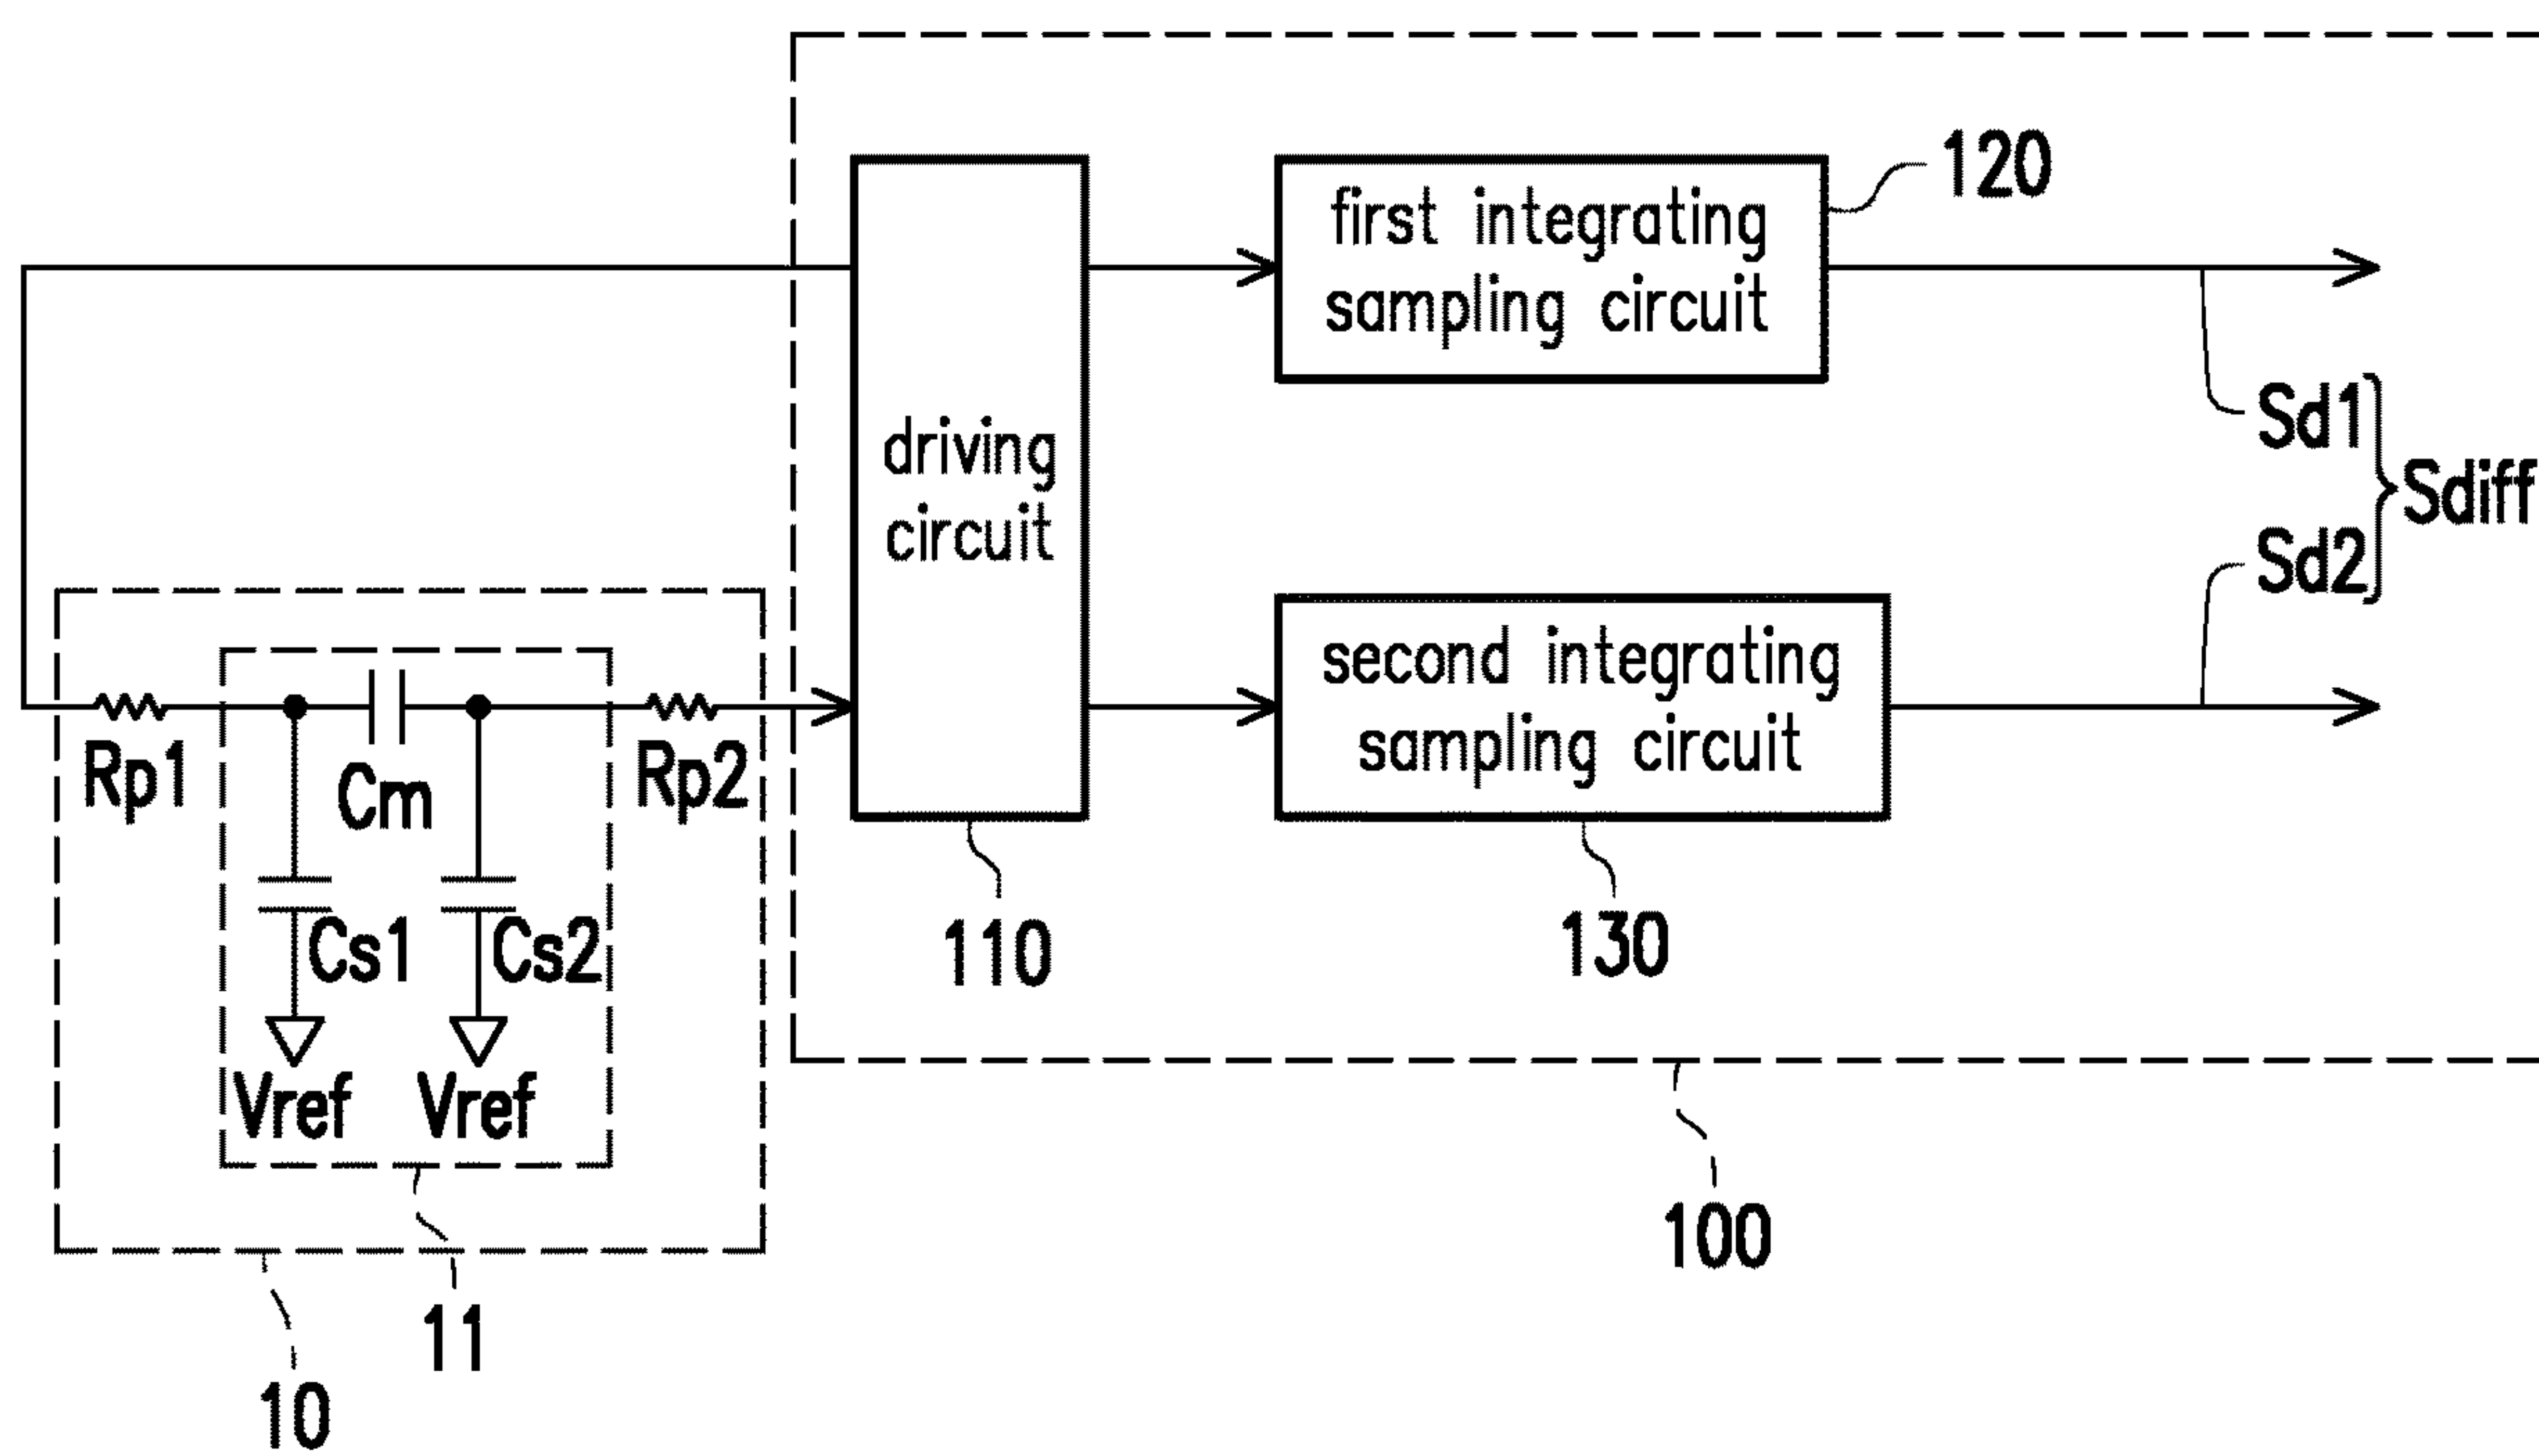 120
first integrating
sampling circuit
driving
circuit
Sd1
Sdiff
Sd2
second integrating
sampling circuit
Rp1
Cm
Rp2
Cs1
Cs2
110
130
Vref
Vref
100
11
10